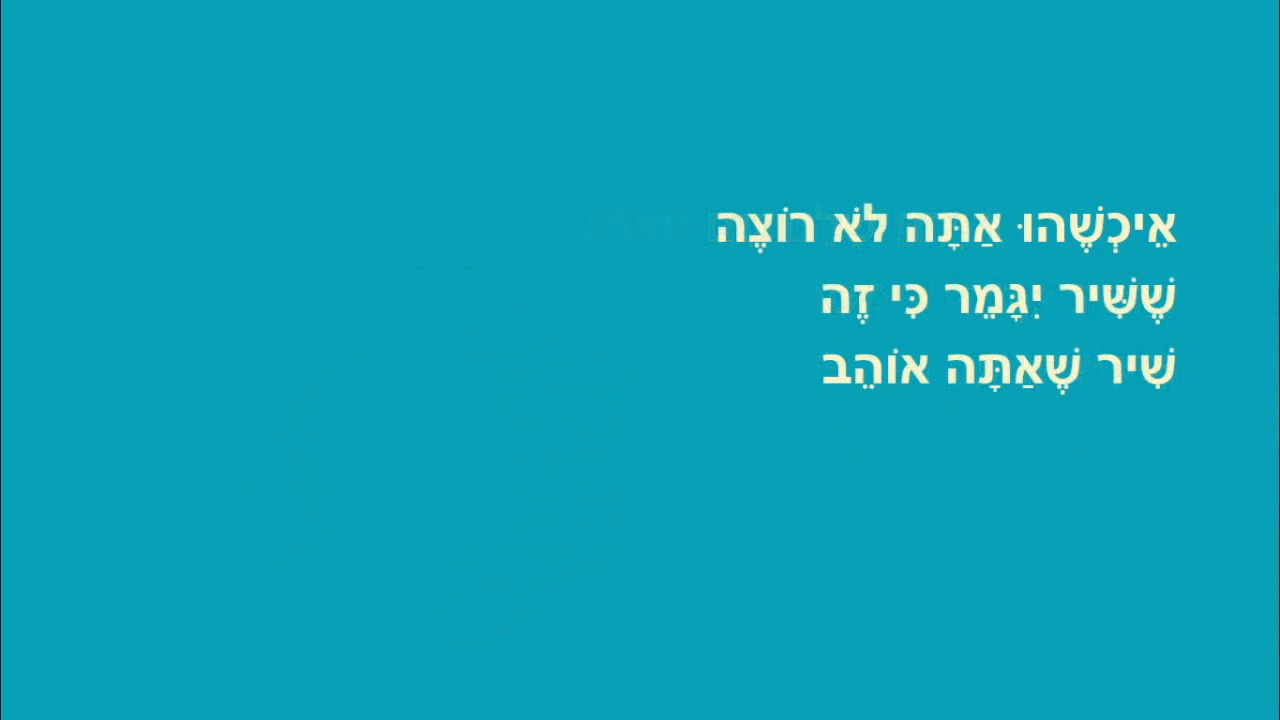 אֵיכְשֶׁהוּ אַתָּה לֹא רוֹצֶה
שֶׁשִּׁיר יִגָּמֵר כִּי זֶה
שִׁיר שֶׁאַתָּה אוֹהֵב